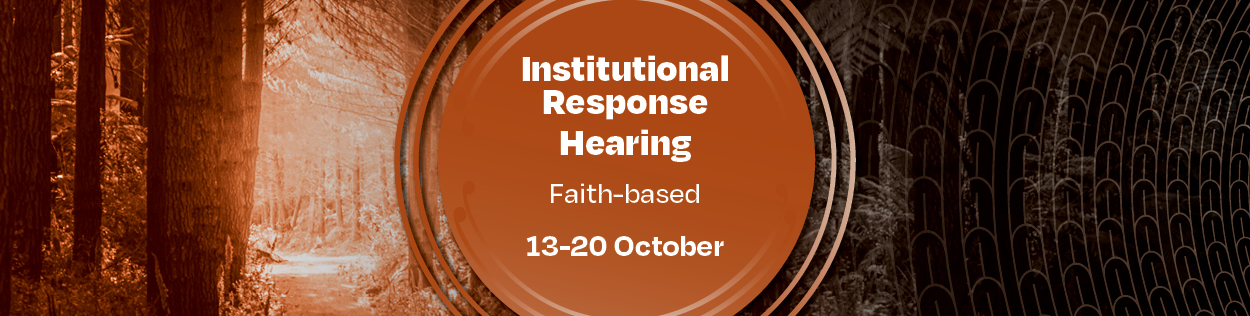 Institutional
Response
Hearing
Faith-based
13-20 October